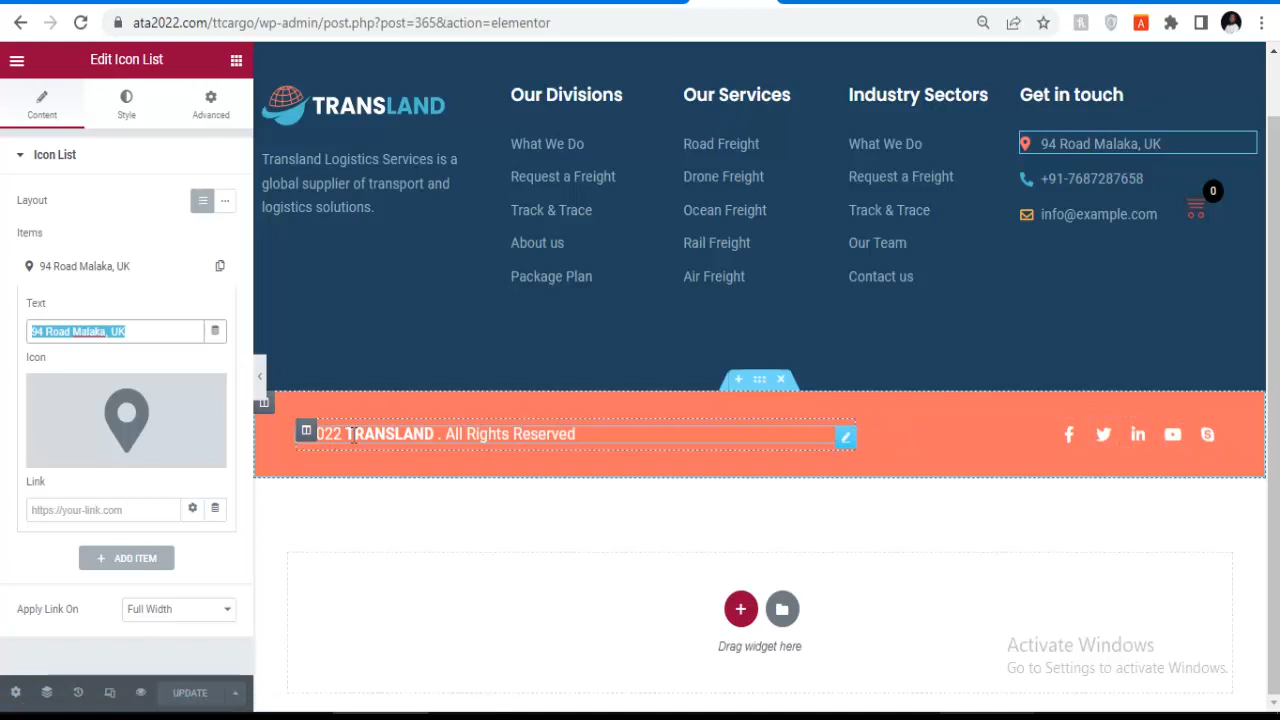 ata2022.com/ttcargo/wp-admin/post.php?post=365&action=elementor
Edit Icon List
Content
Style
Advanced
Icon List
Layout
Items
94 Road Malaka, UK
Text
94 Road Malaka, UK
Icon
Link
https://your-link.com
+ ADD ITEM
Apply Link On
Full Width
UPDATE
TRANSLAND
Transland Logistics Services is a
global supplier of transport and
logistics solutions.
Our Divisions
What We Do
Request a Freight
Track & Trace
About us
Package Plan
Our Services
Road Freight
Drone Freight
Ocean Freight
Rail Freight
Air Freight
Industry Sectors
What We Do
Request a Freight
Track & Trace
Our Team
Contact us
Get in touch
94 Road Malaka, UK
+91-7687287658
info@example.com
0
022 TRANSLAND . All Rights Reserved
Drag widget here
Activate Windows
Go to Settings to activate Windows.